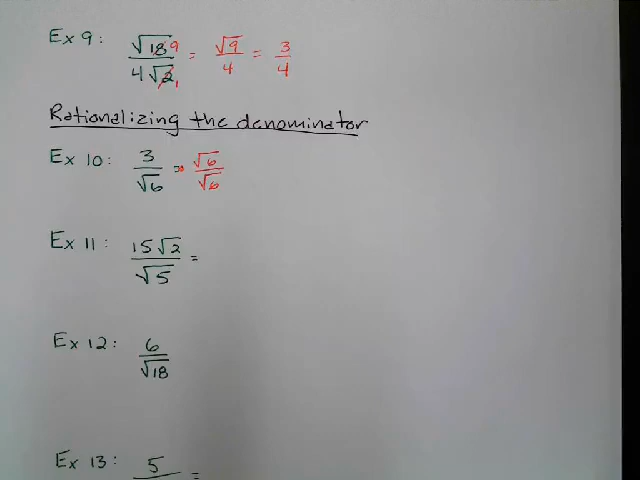 Ex 9: √18 9 / 4√2 1 = √9 / 4 = 3/4
Rationalizing the denominator
Ex 10: 3/√6 · √6/√6
Ex 11: 15√2 / √5 =
Ex 12: 6/√18
Ex 13: 5 =